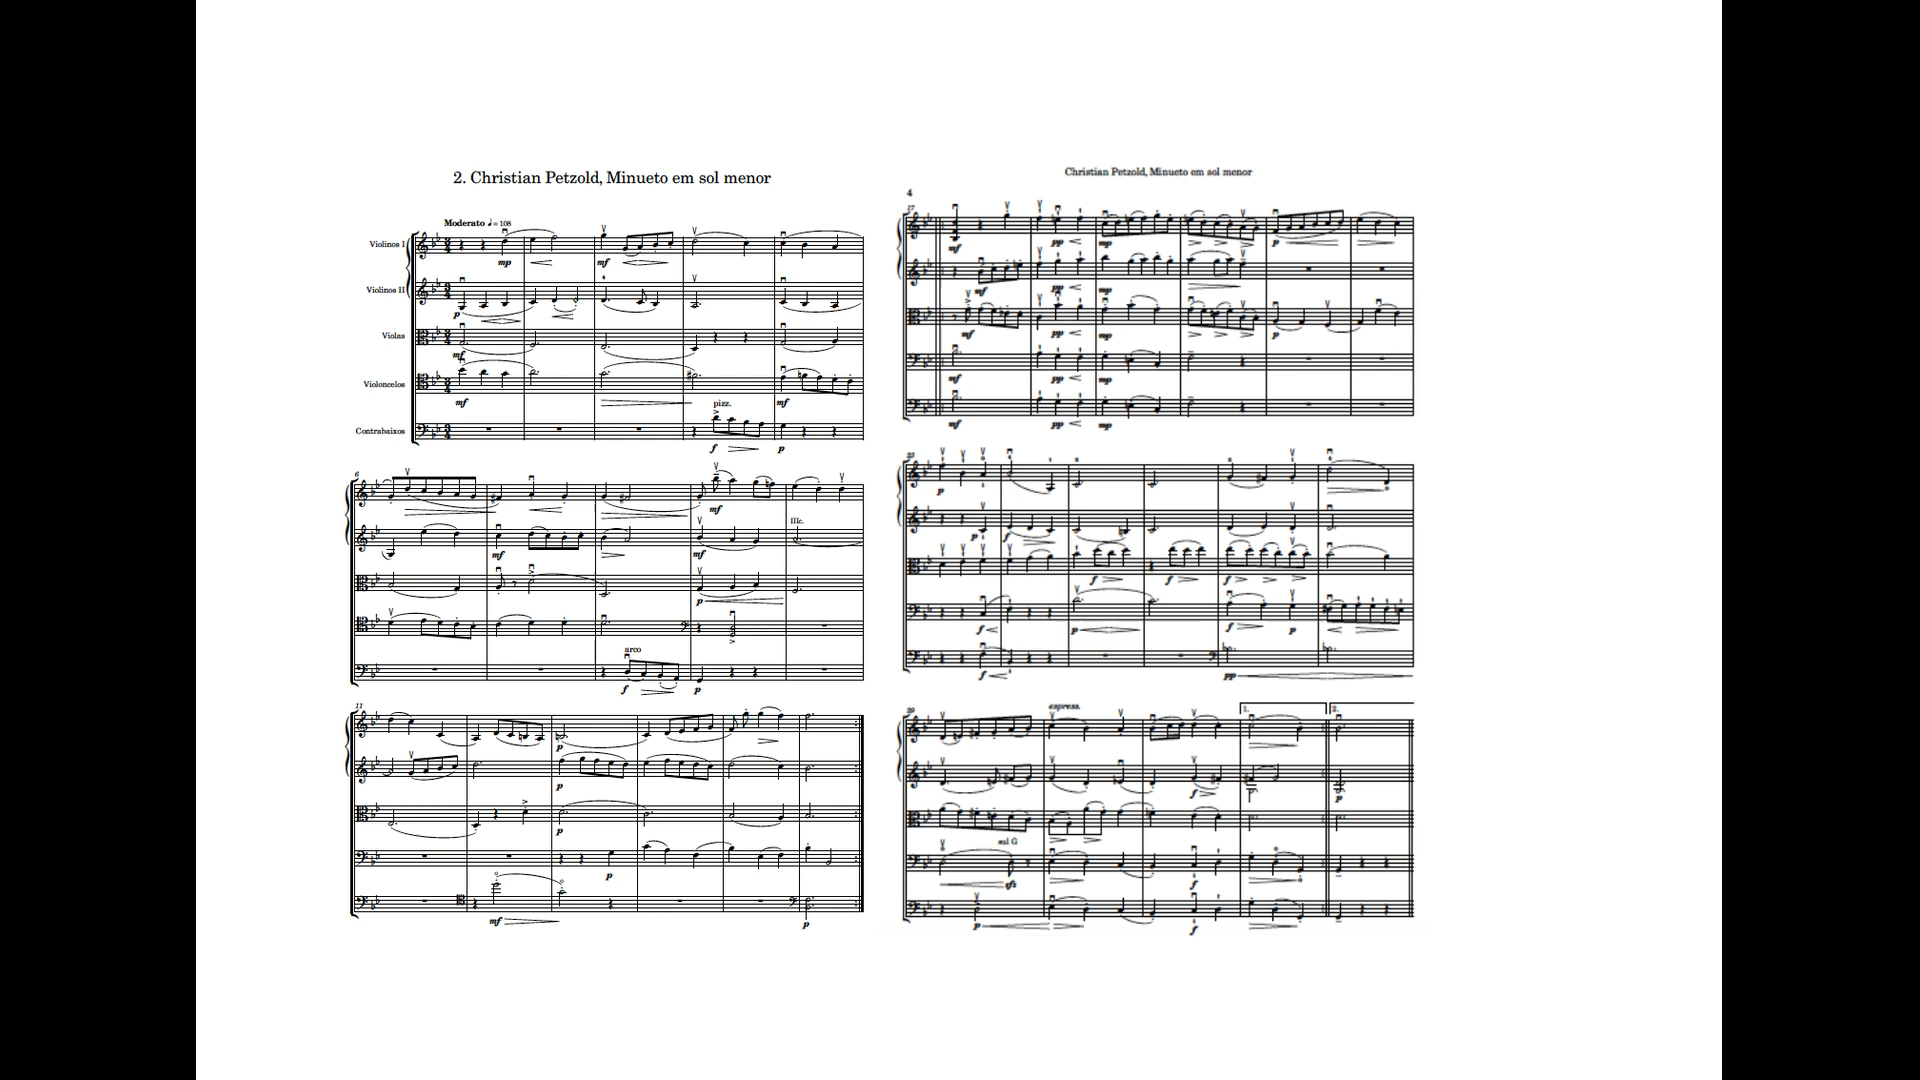 2. Christian Petzold, Minueto em sol menor
Moderato ♩ = 108
Violinos I
mp
mf
Violinos II
p
Violas
mf
Violoncelos
mf
mf
pizz.
Contrabaixos
f
p
6
mf
IIIc.
mf
mf
p
arco
f
p
11
p
p
p
p
mf
p
Christian Petzold, Minueto em sol menor
4
17
mf
pp
mp
p
mf
pp
mp
mf
pp
mp
p
mf
pp
mp
mf
pp
mp
23
p
p
f
f
f
f
f
p
f
p
f
pp
29
espress.
1.
2.
f
p
sul G
sfz
f
p
f